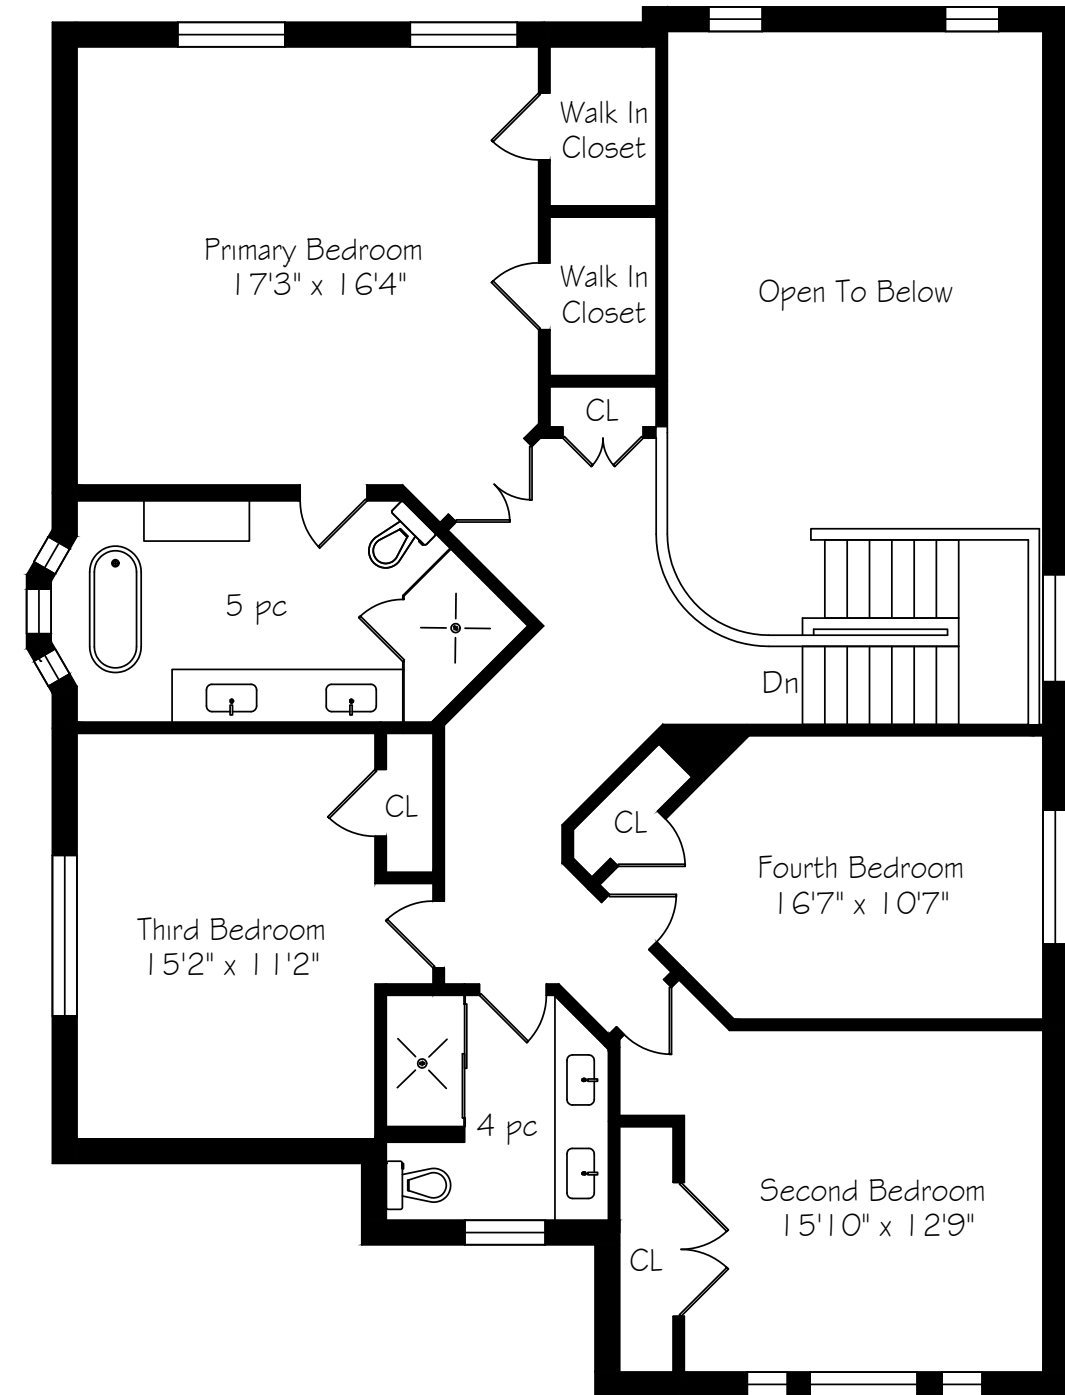 Walk In
Closet
Primary Bedroom
17'3" x 16'4"
Walk In
Closet
Open To Below
CL
5 pc
Dn
CL
CL
Fourth Bedroom
16'7" x 10'7"
Third Bedroom
15'2" x 11'2"
4 pc
Second Bedroom
15'10" x 12'9"
CL